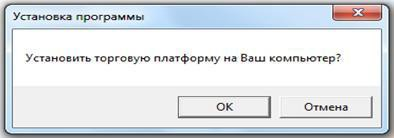 Установка программы
Установить торговую платформу на Ваш компьютер?
OK
Отмена